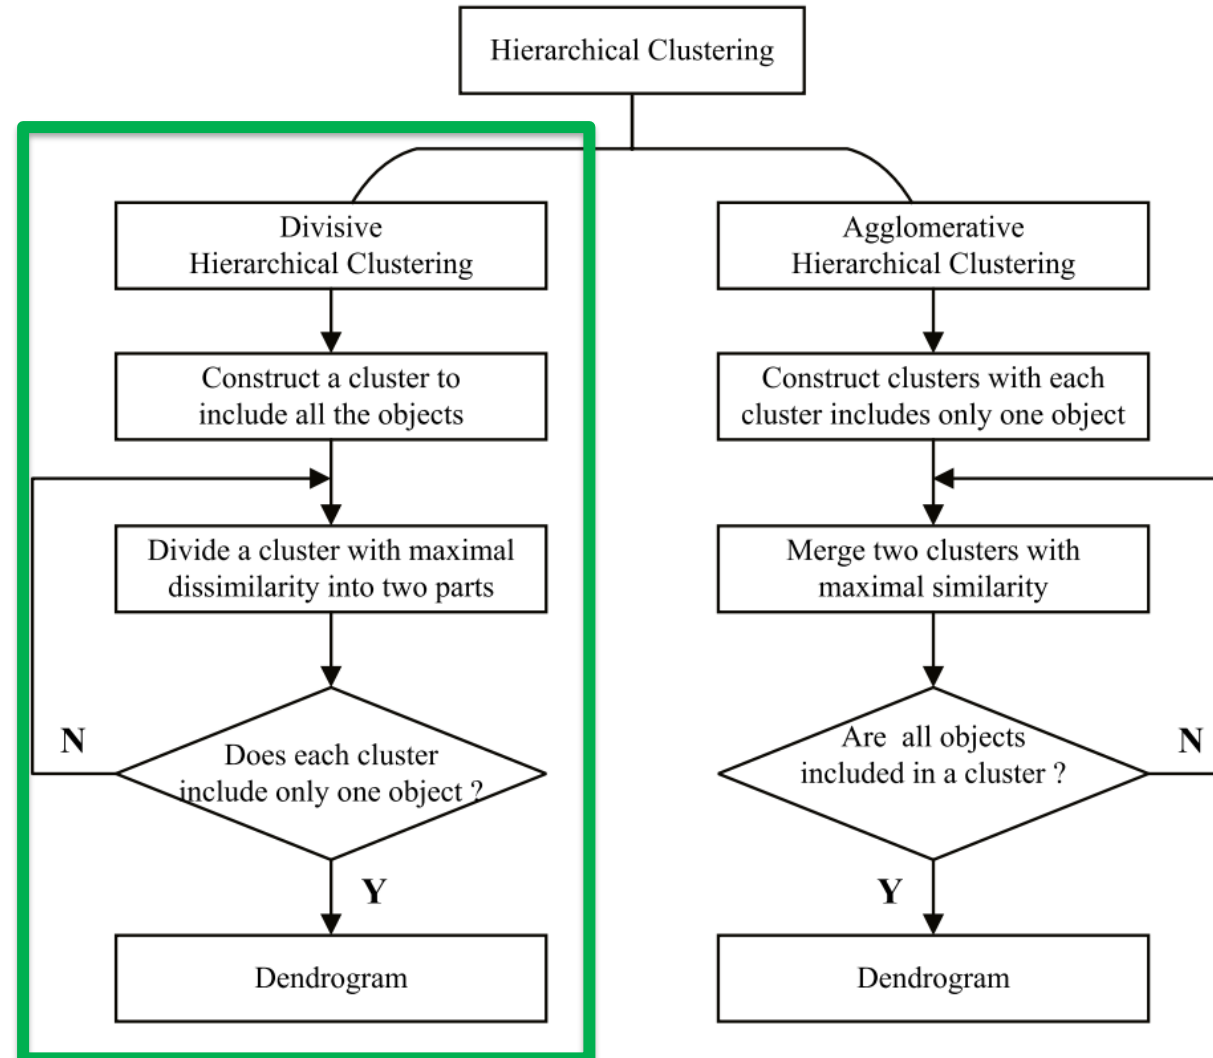 Hierarchical Clustering
Divisive
Hierarchical Clustering
Construct a cluster to
include all the objects
Divide a cluster with maximal
dissimilarity into two parts
N
Does each cluster
include only one object ?
Y
Dendrogram
Agglomerative
Hierarchical Clustering
Construct clusters with each
cluster includes only one object
Merge two clusters with
maximal similarity
Are all objects
included in a cluster ?
N
Y
Dendrogram